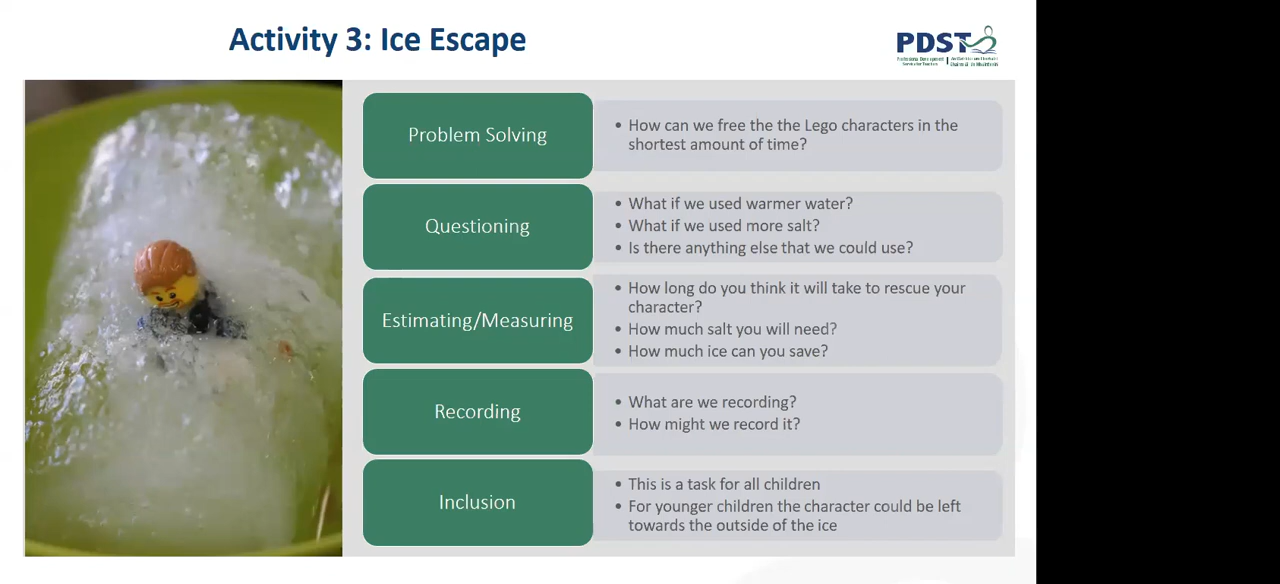 Activity 3: Ice Escape
PDST
Problem Solving
• How can we free the the Lego characters in the
shortest amount of time?
Questioning
• What if we used warmer water?
• What if we used more salt?
• Is there anything else that we could use?
Estimating/Measuring
• How long do you think it will take to rescue your
character?
• How much salt you will need?
• How much ice can you save?
Recording
• What are we recording?
• How might we record it?
Inclusion
• This is a task for all children
• For younger children the character could be left
towards the outside of the ice